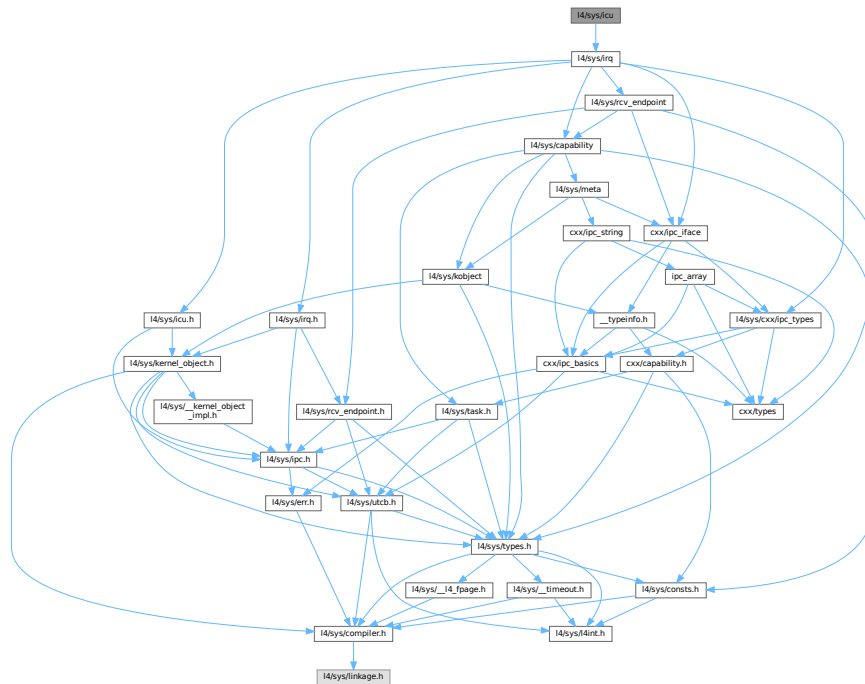 l4/sys/icu
l4/sys/irq
l4/sys/rcv_endpoint
l4/sys/capability
l4/sys/meta
cxx/ipc_string
cxx/ipc_iface
l4/sys/kobject
ipc_array
l4/sys/icu.h
l4/sys/irq.h
__typeinfo.h
l4/sys/cxx/ipc_types
l4/sys/kernel_object.h
cxx/ipc_basics
cxx/capability.h
l4/sys/__kernel_object
_impl.h
l4/sys/rcv_endpoint.h
l4/sys/task.h
cxx/types
l4/sys/ipc.h
l4/sys/err.h
l4/sys/utcb.h
l4/sys/types.h
l4/sys/__l4_fpage.h
l4/sys/__timeout.h
l4/sys/consts.h
l4/sys/compiler.h
l4/sys/l4int.h
l4/sys/linkage.h